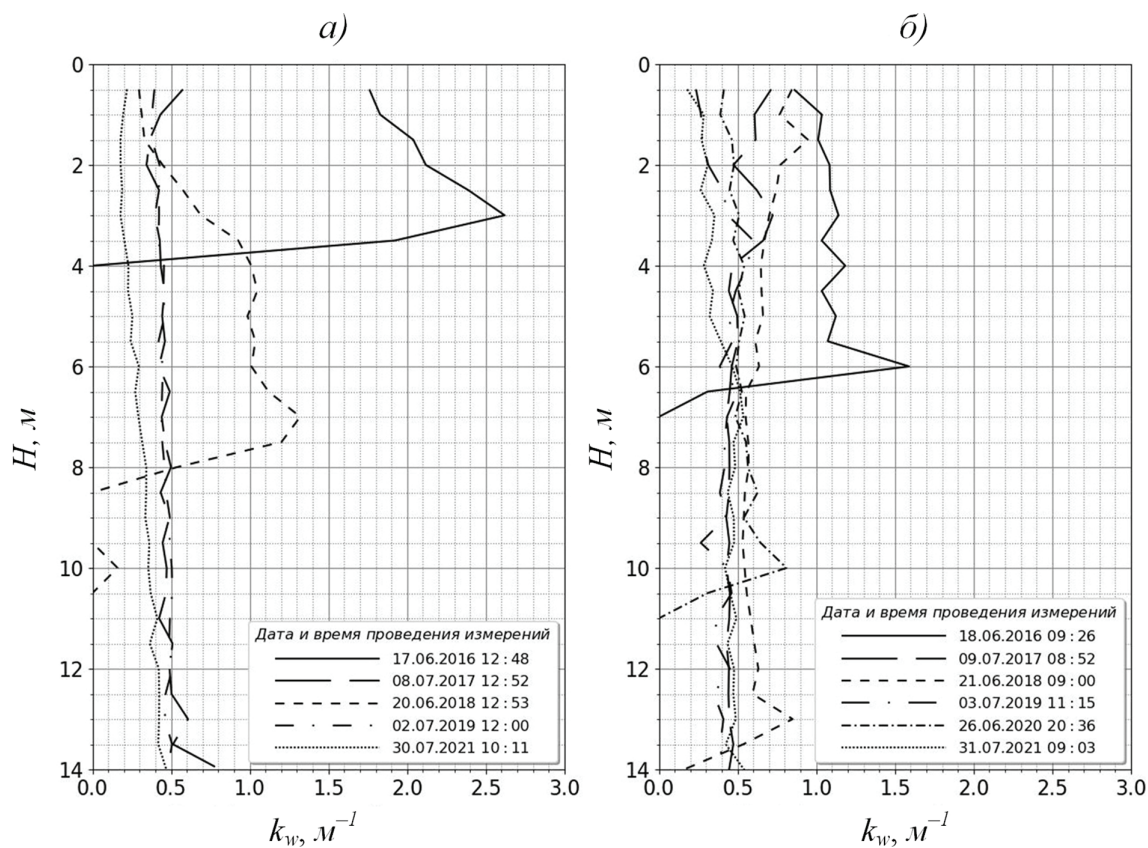 а)
0
2
4
6
8
10
12
14
H, м
0.0 0.5 1.0 1.5 2.0 2.5 3.0
k_w, м⁻¹
Дата и время проведения измерений
17.06.2016 12 : 48
08.07.2017 12 : 52
20.06.2018 12 : 53
02.07.2019 12 : 00
30.07.2021 10 : 11
б)
0
2
4
6
8
10
12
14
H, м
0.0 0.5 1.0 1.5 2.0 2.5 3.0
k_w, м⁻¹
Дата и время проведения измерений
18.06.2016 09 : 26
09.07.2017 08 : 52
21.06.2018 09 : 00
03.07.2019 11 : 15
26.06.2020 20 : 36
31.07.2021 09 : 03